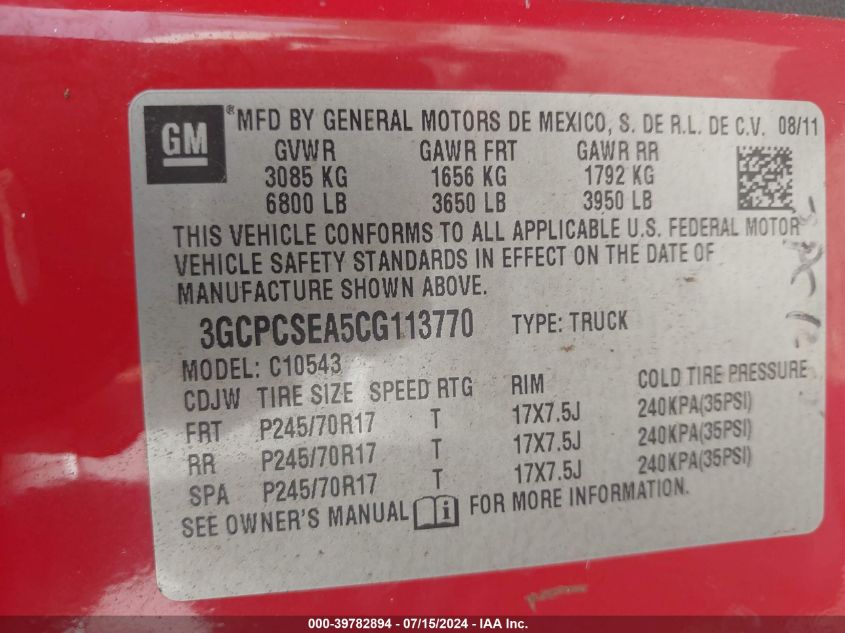 GM ® MFD BY GENERAL MOTORS DE MEXICO, S. DE R.L. DE C.V. 08/11
GVWR GAWR FRT GAWR RR
3085 KG 1656 KG 1792 KG
6800 LB 3650 LB 3950 LB
THIS VEHICLE CONFORMS TO ALL APPLICABLE U.S. FEDERAL MOTOR
VEHICLE SAFETY STANDARDS IN EFFECT ON THE DATE OF
MANUFACTURE SHOWN ABOVE.
3GCPCSEA5CG113770 TYPE: TRUCK
MODEL: C10543
CDJW TIRE SIZE SPEED RTG RIM COLD TIRE PRESSURE
FRT P245/70R17 T 17X7.5J 240KPA(35PSI)
RR P245/70R17 T 17X7.5J 240KPA(35PSI)
SPA P245/70R17 T 17X7.5J 240KPA(35PSI)
SEE OWNER'S MANUAL FOR MORE INFORMATION.
000-39782894 - 07/15/2024 - IAA Inc.